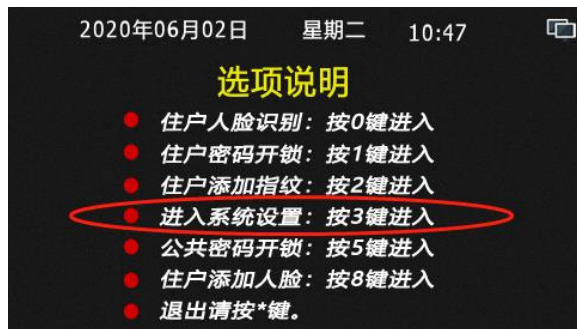 2020年06月02日 星期二 10:47
选项说明
住户人脸识别：按0键进入
住户密码开锁：按1键进入
住户添加指纹：按2键进入
进入系统设置：按3键进入
公共密码开锁：按5键进入
住户添加人脸：按8键进入
退出请按*键。